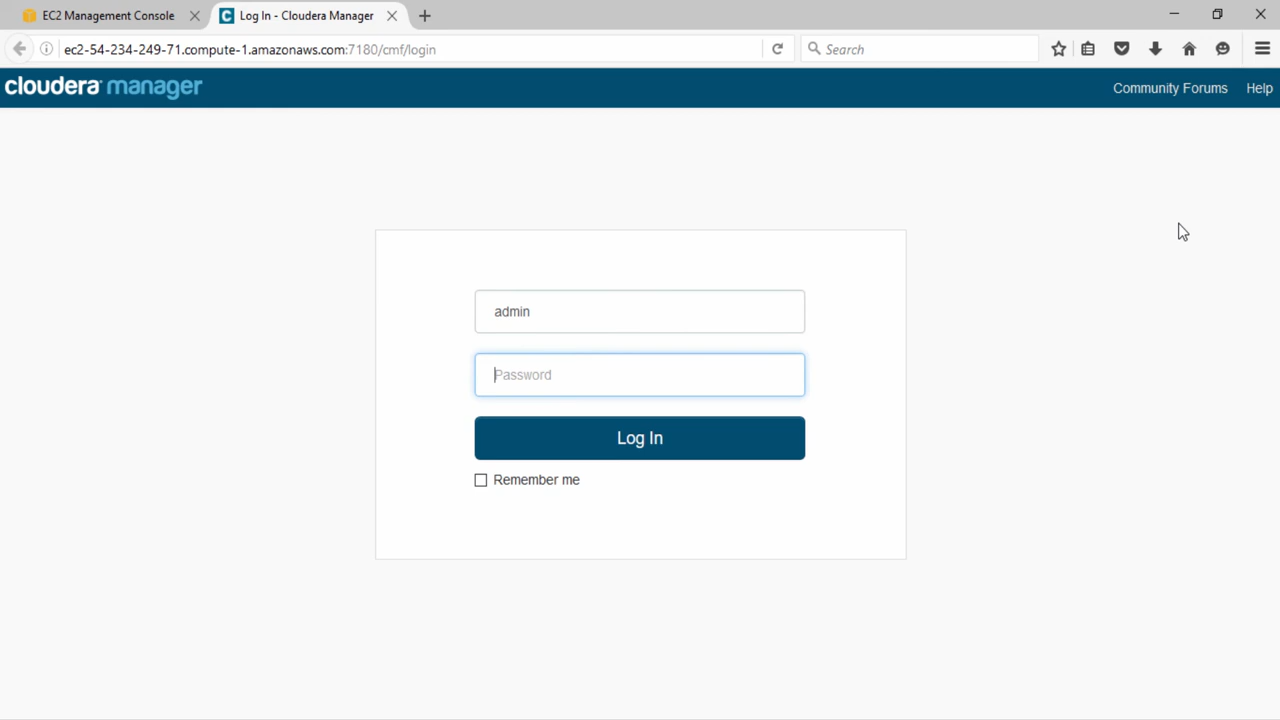 EC2 Management Console
Log In - Cloudera Manager
ec2-54-234-249-71.compute-1.amazonaws.com:7180/cmf/login
Search
cloudera manager
Community Forums
Help
admin
Password
Log In
Remember me